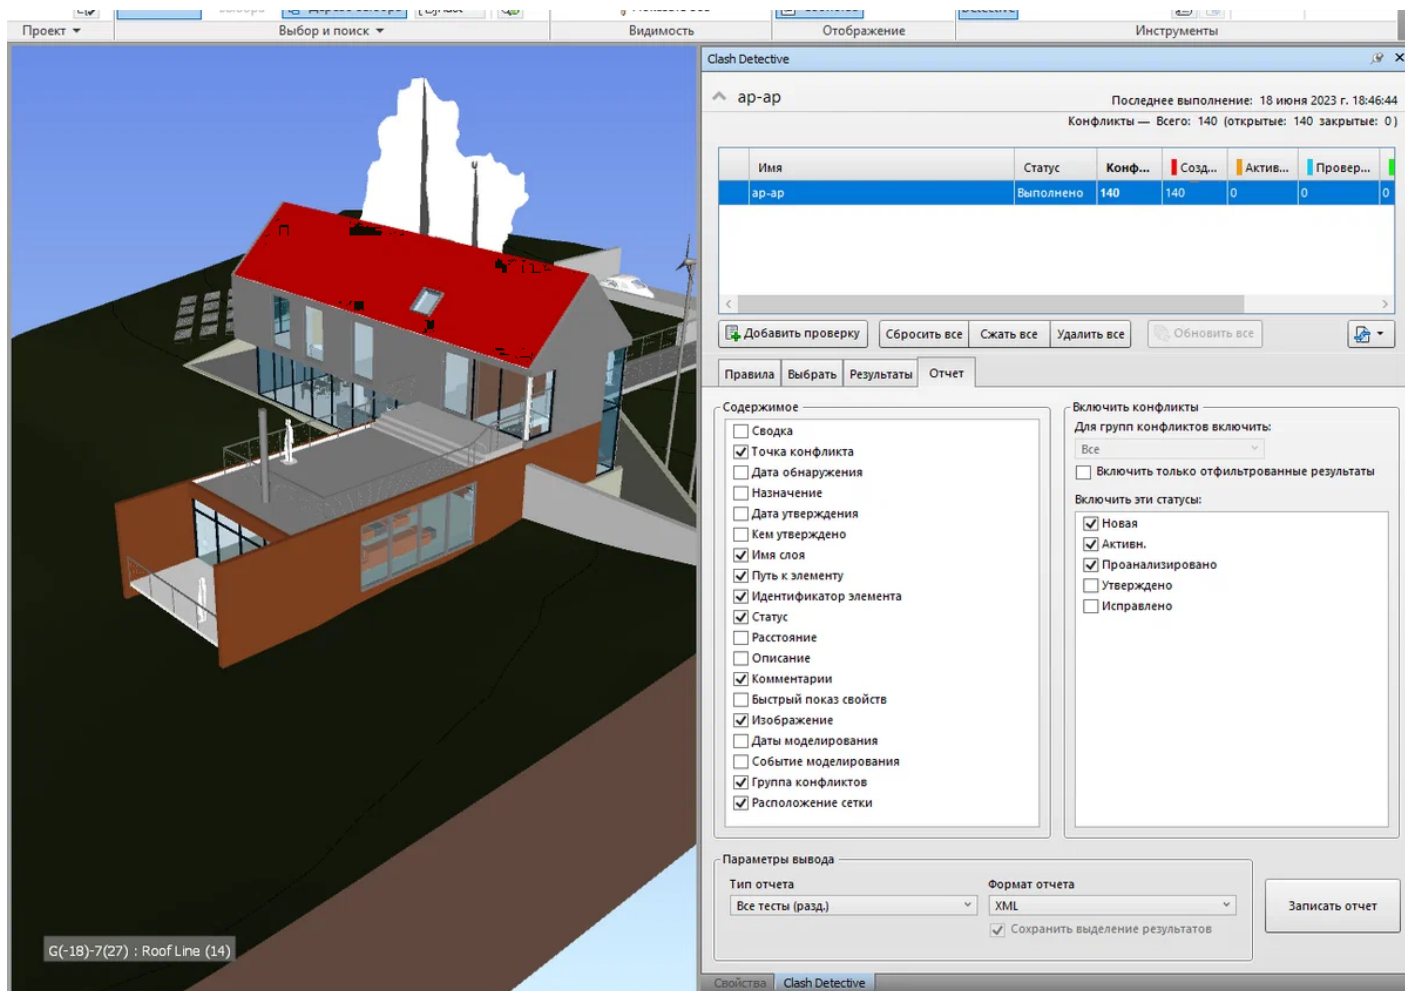 Проект
Выбор и поиск
Видимость
Отображение
Инструменты
Clash Detective
ар-ар
Последнее выполнение: 18 июня 2023 г. 18:46:44
Конфликты — Всего: 140 (открытые: 140 закрытые: 0)
Имя Статус Конф... Созд... Актив... Провер...
ар-ар Выполнено 140 140 0 0 0
Добавить проверку Сбросить все Сжать все Удалить все Обновить все
Правила Выбрать Результаты Отчет
Содержимое
Сводка
Точка конфликта
Дата обнаружения
Назначение
Дата утверждения
Кем утверждено
Имя слоя
Путь к элементу
Идентификатор элемента
Статус
Расстояние
Описание
Комментарии
Быстрый показ свойств
Изображение
Даты моделирования
Событие моделирования
Группа конфликтов
Расположение сетки
Включить конфликты
Для групп конфликтов включить:
Все
Включить только отфильтрованные результаты
Включить эти статусы:
Новая
Активн.
Проанализировано
Утверждено
Исправлено
Параметры вывода
Тип отчета
Все тесты (разд.)
Формат отчета
XML
Сохранить выделение результатов
Записать отчет
G(-18)-7(27) : Roof Line (14)
Свойства Clash Detective